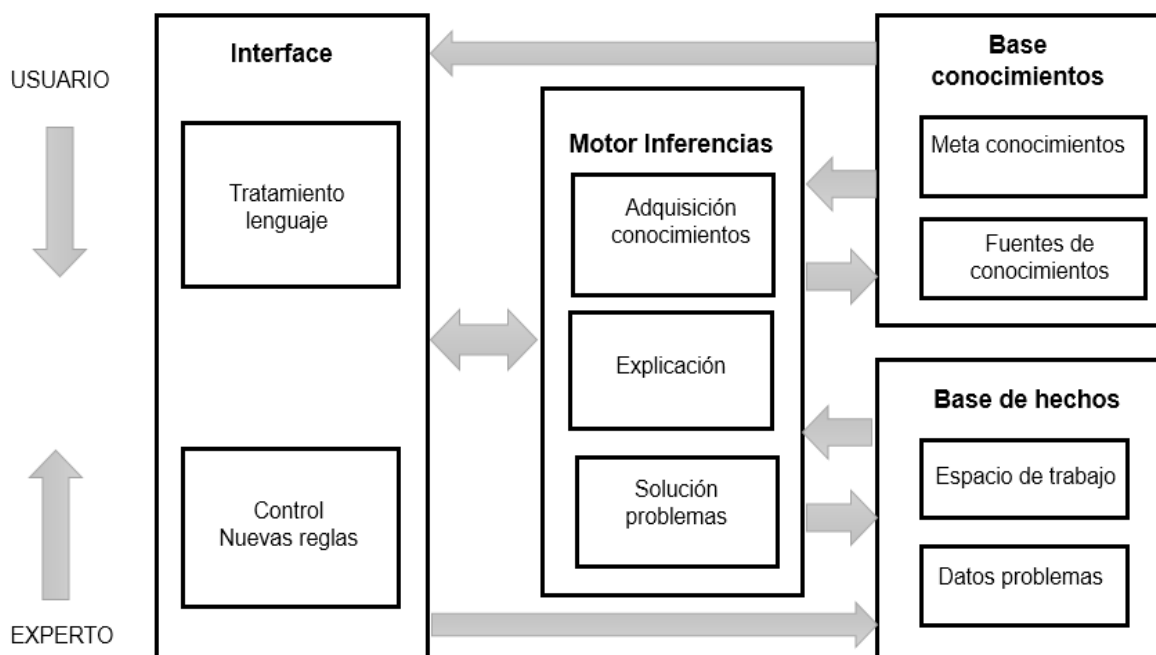 USUARIO
EXPERTO
Interface
Tratamiento
lenguaje
Control
Nuevas reglas
Motor Inferencias
Adquisición
conocimientos
Explicación
Solución
problemas
Base
conocimientos
Meta conocimientos
Fuentes de
conocimientos
Base de hechos
Espacio de trabajo
Datos problemas